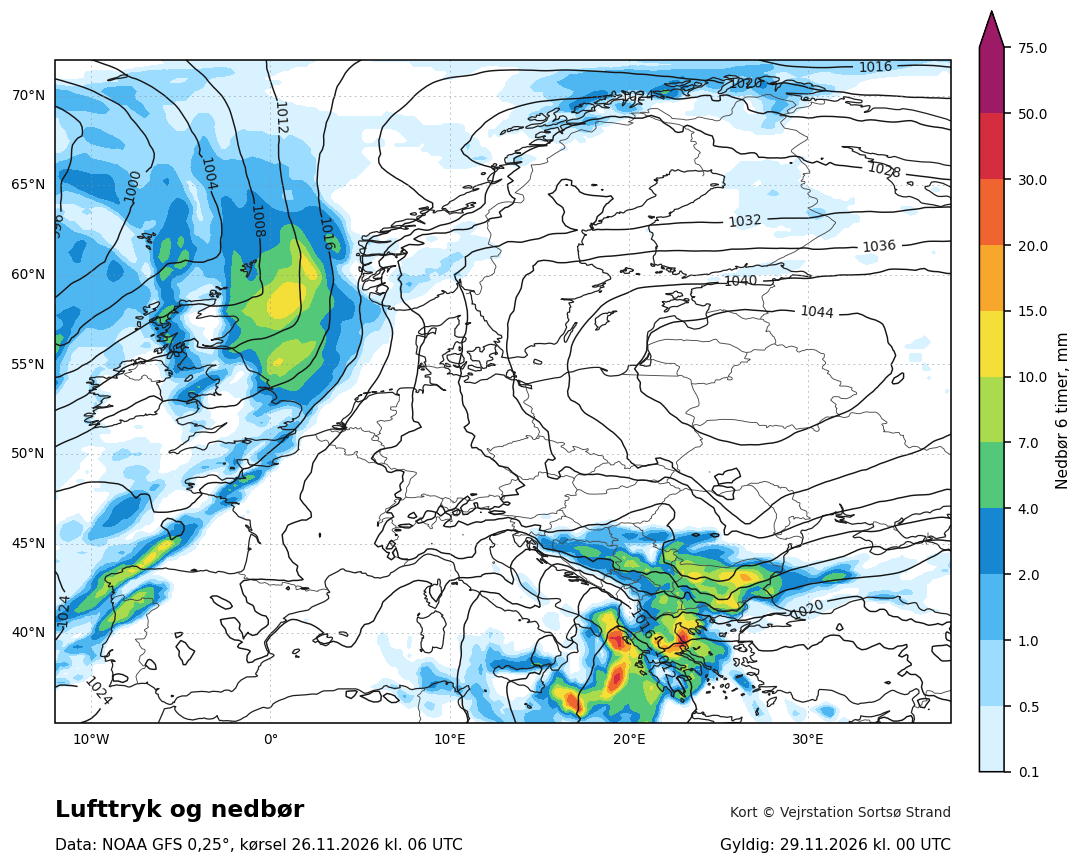 75.0
50.0
30.0
20.0
15.0
10.0
7.0
4.0
2.0
1.0
0.5
0.1
Nedbør 6 timer, mm
70°N
65°N
60°N
55°N
50°N
45°N
40°N
10°W
0°
10°E
20°E
30°E
1016
1020
1024
1012
1004
1000
1008
1016
1028
1032
1036
1040
1044
1024
1024
1016
1020
Lufttryk og nedbør
Kort © Vejrstation Sortsø Strand
Data: NOAA GFS 0,25°, kørsel 26.11.2026 kl. 06 UTC
Gyldig: 29.11.2026 kl. 00 UTC